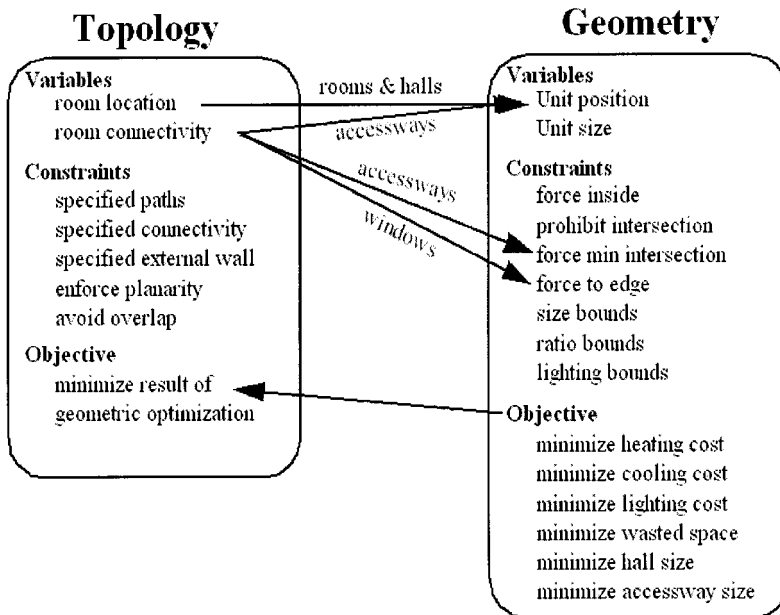 Topology
Variables
room location
room connectivity
Constraints
specified paths
specified connectivity
specified external wall
enforce planarity
avoid overlap
Objective
minimize result of
geometric optimization
rooms & halls
accessways
accessways
windows
Geometry
Variables
Unit position
Unit size
Constraints
force inside
prohibit intersection
force min intersection
force to edge
size bounds
ratio bounds
lighting bounds
Objective
minimize heating cost
minimize cooling cost
minimize lighting cost
minimize wasted space
minimize hall size
minimize accessway size